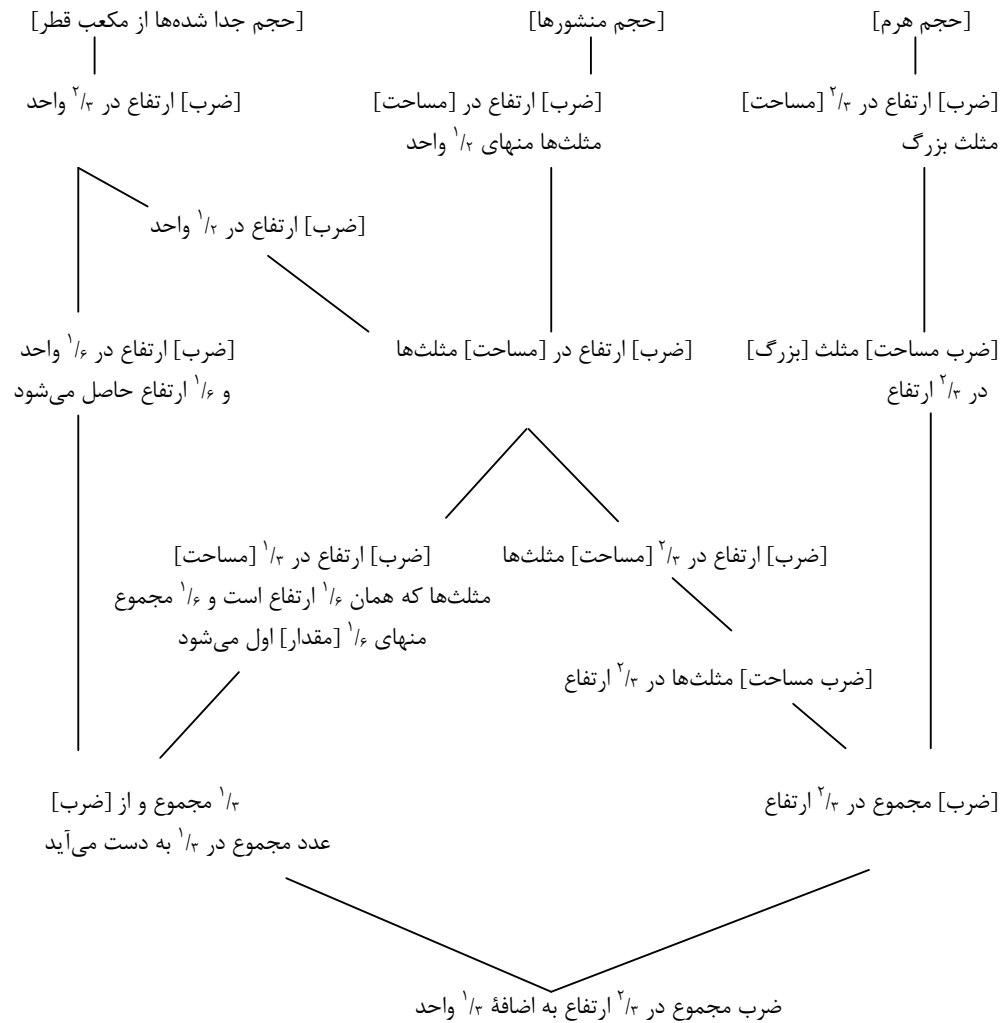 [حجم هرم]
[حجم منشورها]
[حجم جدا شده‌ها از مکعب قطر]
[ضرب] ارتفاع در ۲/۳ [مساحت]
مثلث بزرگ
[ضرب] ارتفاع در [مساحت]
مثلث‌ها منهای ۱/۲ واحد
[ضرب] ارتفاع در ۲/۳ واحد
[ضرب] ارتفاع در ۱/۲ واحد
[ضرب مساحت] مثلث [بزرگ]
در ۲/۳ ارتفاع
[ضرب] ارتفاع در [مساحت] مثلث‌ها
[ضرب] ارتفاع در ۱/۶ واحد
و ۱/۶ ارتفاع حاصل می‌شود
[ضرب] ارتفاع در ۲/۳ [مساحت] مثلث‌ها
[ضرب] ارتفاع در ۱/۳ [مساحت]
مثلث‌ها که همان ۱/۶ ارتفاع است و ۱/۶ مجموع
منهای ۱/۶ [مقدار] اول می‌شود
[ضرب مساحت] مثلث‌ها در ۲/۳ ارتفاع
[ضرب] مجموع در ۲/۳ ارتفاع
۱/۳ مجموع و از [ضرب]
عدد مجموع در ۱/۳ به دست می‌آید
ضرب مجموع در ۲/۳ ارتفاع به اضافۀ ۱/۳ واحد